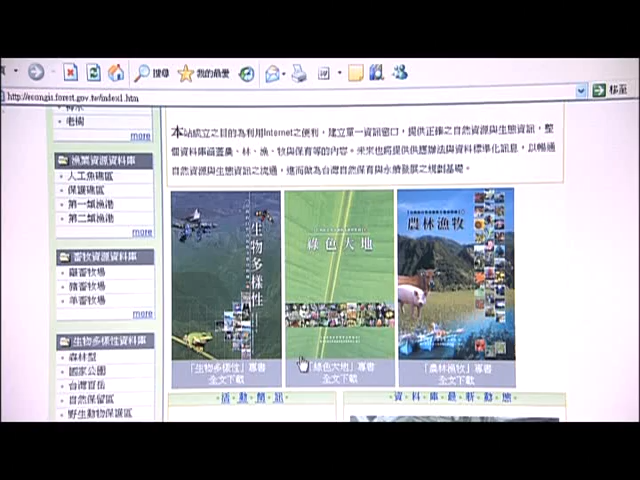 搜尋
我的最愛
http://econgis.forest.gov.tw/index1.htm
移至
老樹
more
漁業資源資料庫
人工魚礁區
保護礁區
第一類漁港
第二類漁港
more
畜牧資源資料庫
豬畜牧場
羊畜牧場
more
生物多樣性資料庫
森林型
國家公園
台灣百岳
自然保留區
野生動物保護區
本站成立之目的為利用Internet之便利，建立單一資訊窗口，提供正確之自然資源與生態資訊，整
個資料庫涵蓋農、林、漁、牧與保育等的內容。未來也將提供供應辦法與資料標準化訊息，以暢通
自然資源與生態資訊之流通，進而做為台灣自然保育與永續發展之規劃基礎。
生物多樣性
綠色大地
農林漁牧
「生物多樣性」專書
全文下載
「綠色大地」專書
全文下載
「農林漁牧」專書
全文下載
活動簡訊
資料庫最新動態